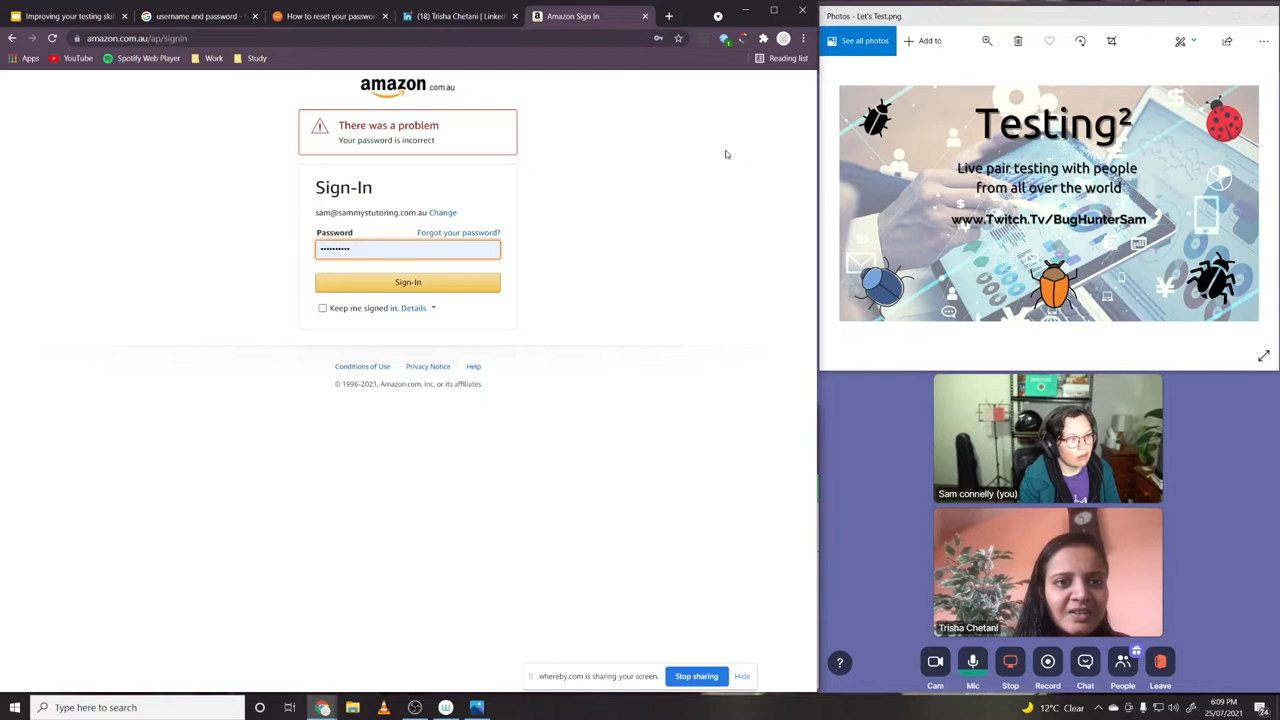 Improving your testing skil
username and password -
How to reset your password
(18) Trisha Chetani | Linked
Amazon Sign In
amazon.com.au/ap/signin
Apps
YouTube
Spotify Web Player
Work
Study
Reading list
amazon.com.au
There was a problem
Your password is incorrect
Sign-In
sam@sammystutoring.com.au Change
Password
Forgot your password?
Sign-In
Keep me signed in. Details
Conditions of Use
Privacy Notice
Help
© 1996-2021, Amazon.com, Inc. or its affiliates
whereby.com is sharing your screen.
Stop sharing
Hide
Photos - Let's Test.png
See all photos
Add to
Testing²
Live pair testing with people
from all over the world
www.Twitch.Tv/BugHunterSam
Sam connelly (you)
Trisha Chetani
?
Cam
Mic
Stop
Record
Chat
People
Leave
Type here to search
12°C Clear
6:09 PM
25/07/2021
24